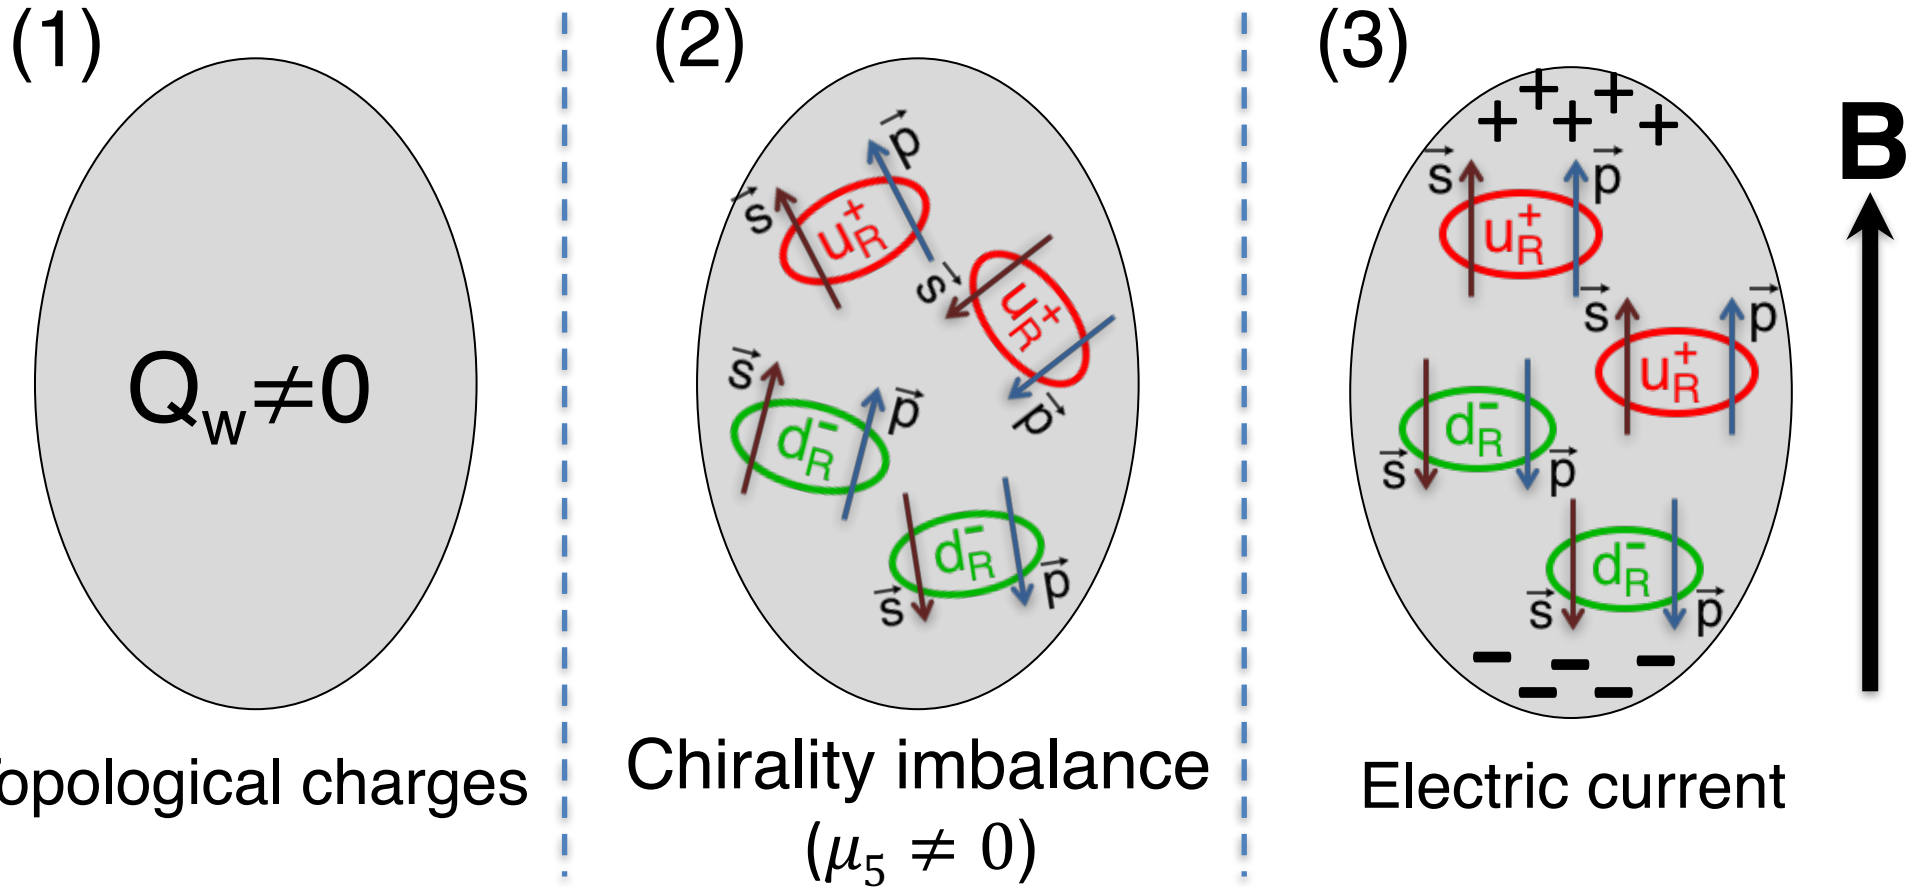 (1)
Q_w≠0
opological charges
(2)
p⃗
s⃗
u_R^+
s⃗
u_R^+
p⃗
s⃗
p⃗
d_R^-
d_R^-
s⃗
p⃗
Chirality imbalance
(μ_5 ≠ 0)
(3)
+ + + + +
s⃗
p⃗
u_R^+
s⃗
p⃗
u_R^+
d_R^-
s⃗
p⃗
d_R^-
s⃗
p⃗
- - - - -
Electric current
B